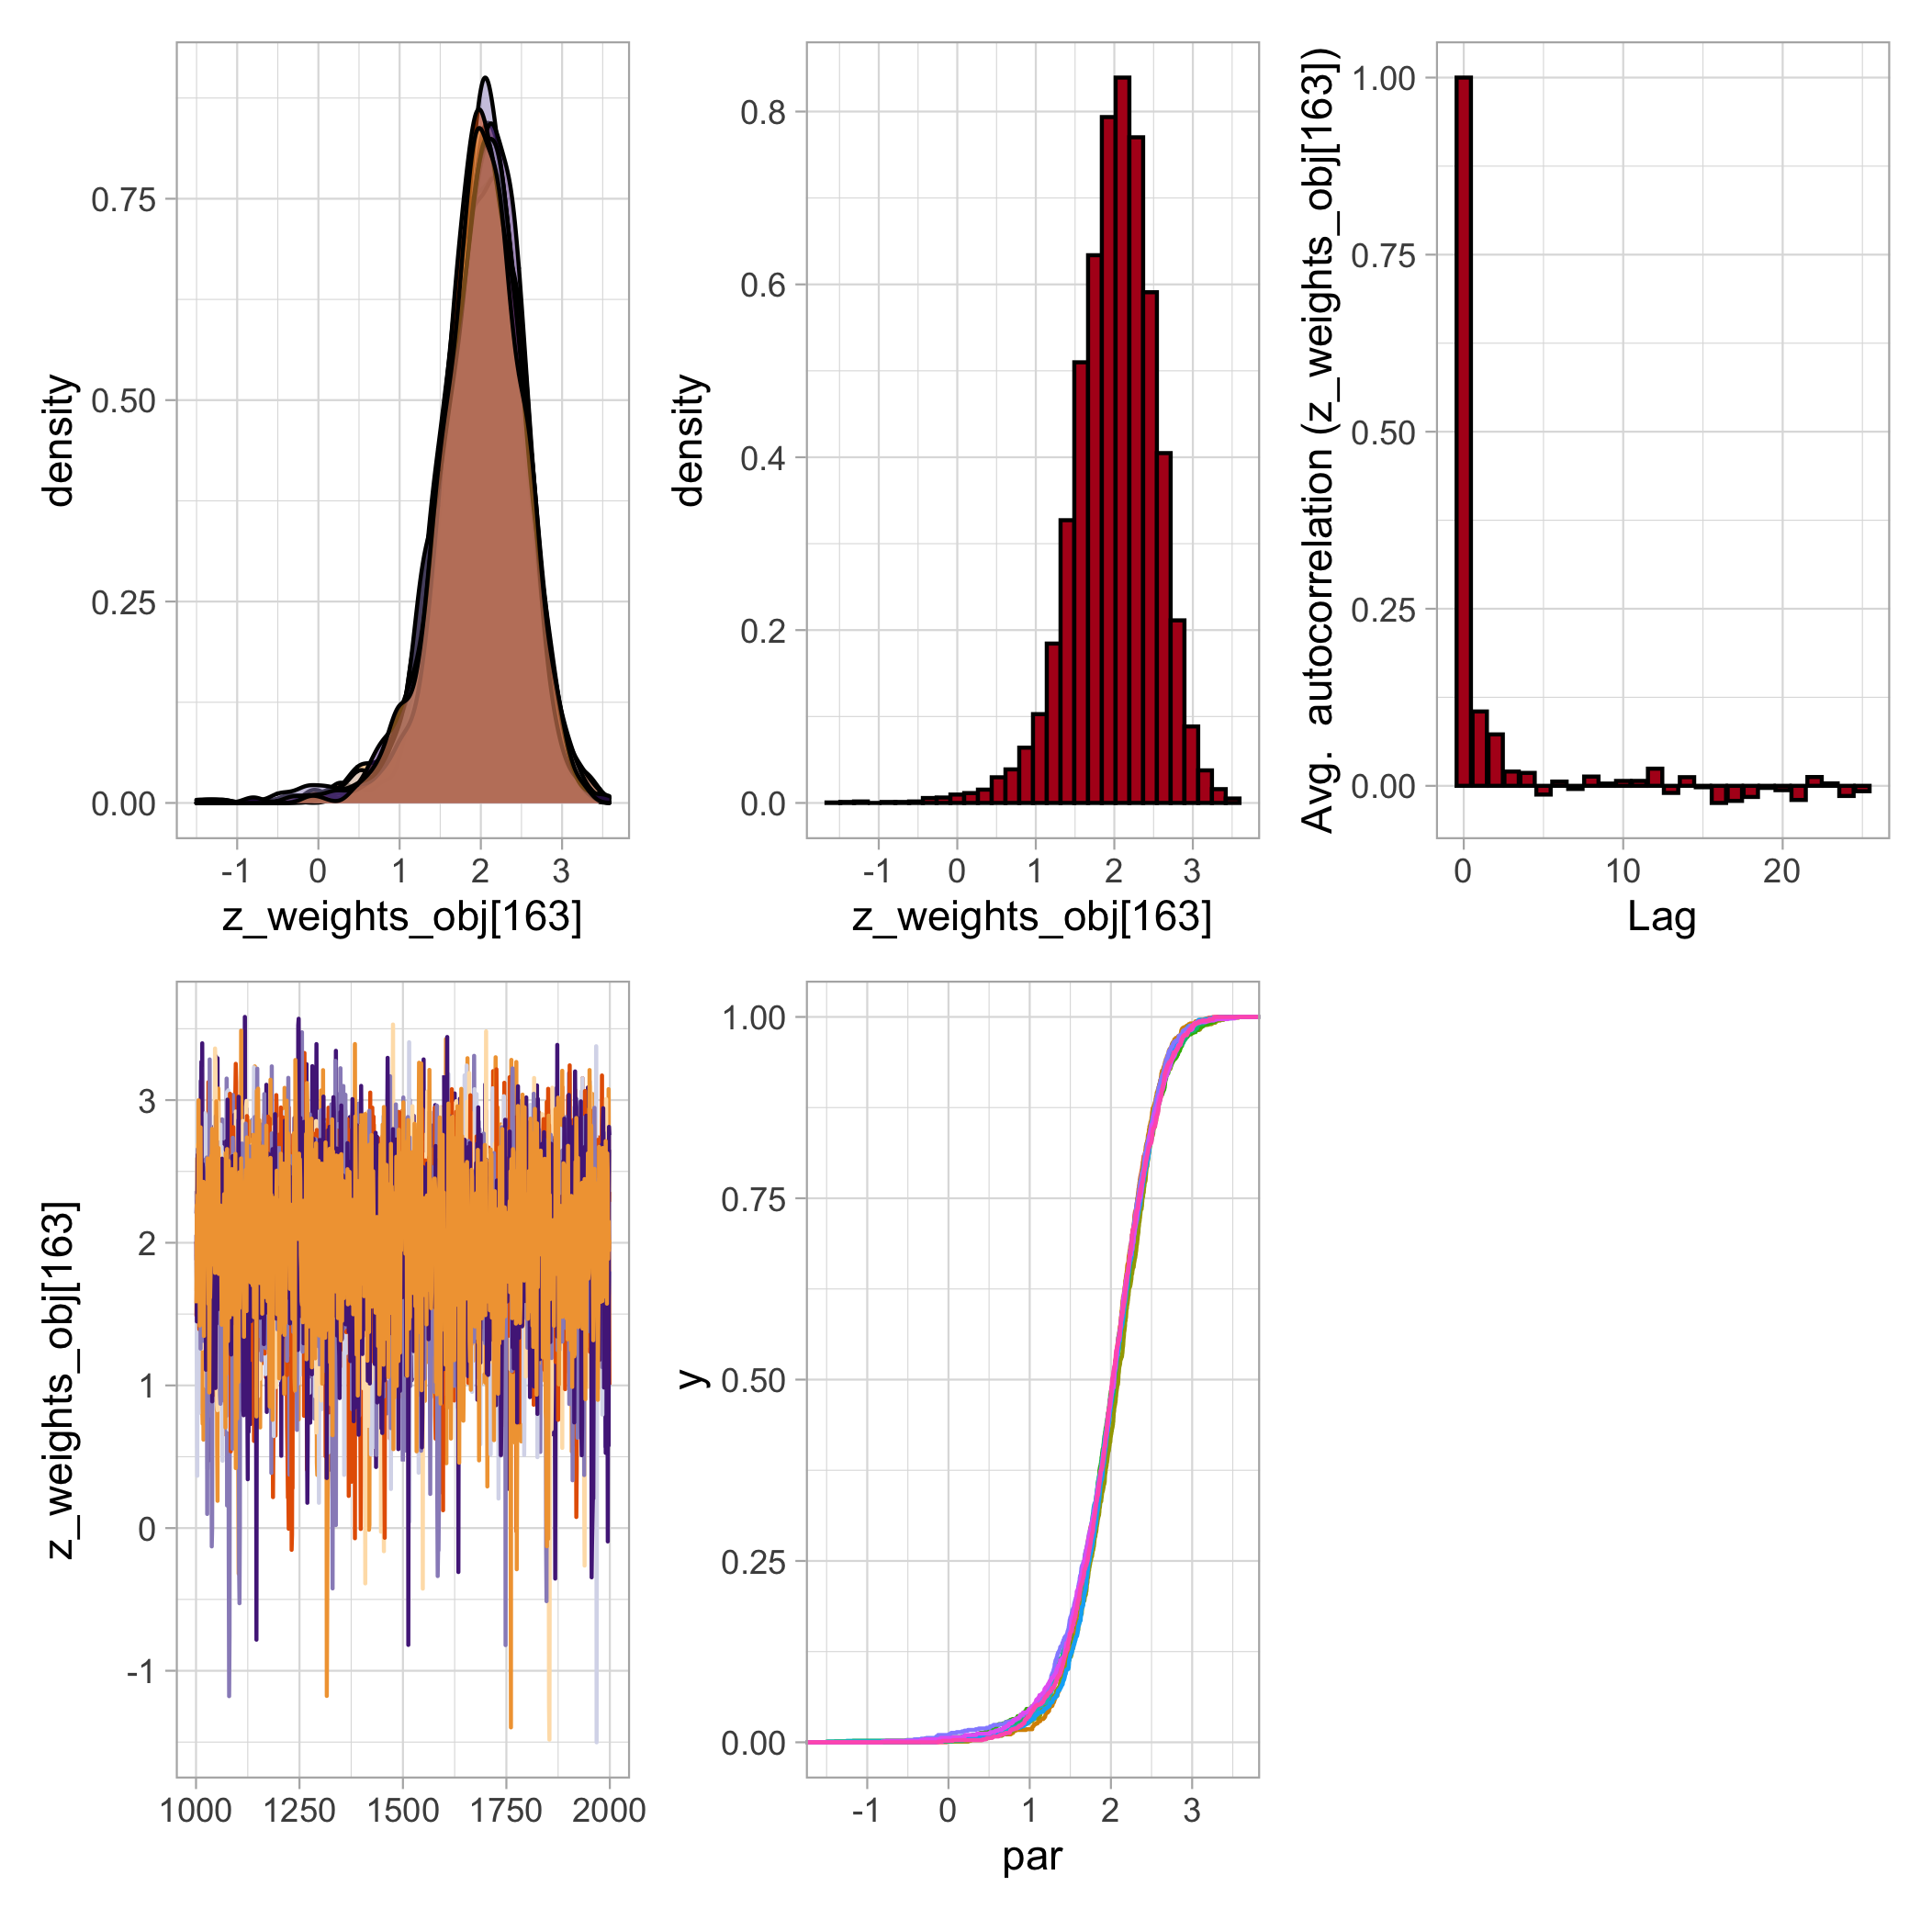 density
0.75
0.50
0.25
0.00
-1 0 1 2 3
z_weights_obj[163]
density
0.8
0.6
0.4
0.2
0.0
-1 0 1 2 3
z_weights_obj[163]
Avg. autocorrelation (z_weights_obj[163])
1.00
0.75
0.50
0.25
0.00
0 10 20
Lag
z_weights_obj[163]
3
2
1
0
-1
1000 1250 1500 1750 2000
y
1.00
0.75
0.50
0.25
0.00
-1 0 1 2 3
par